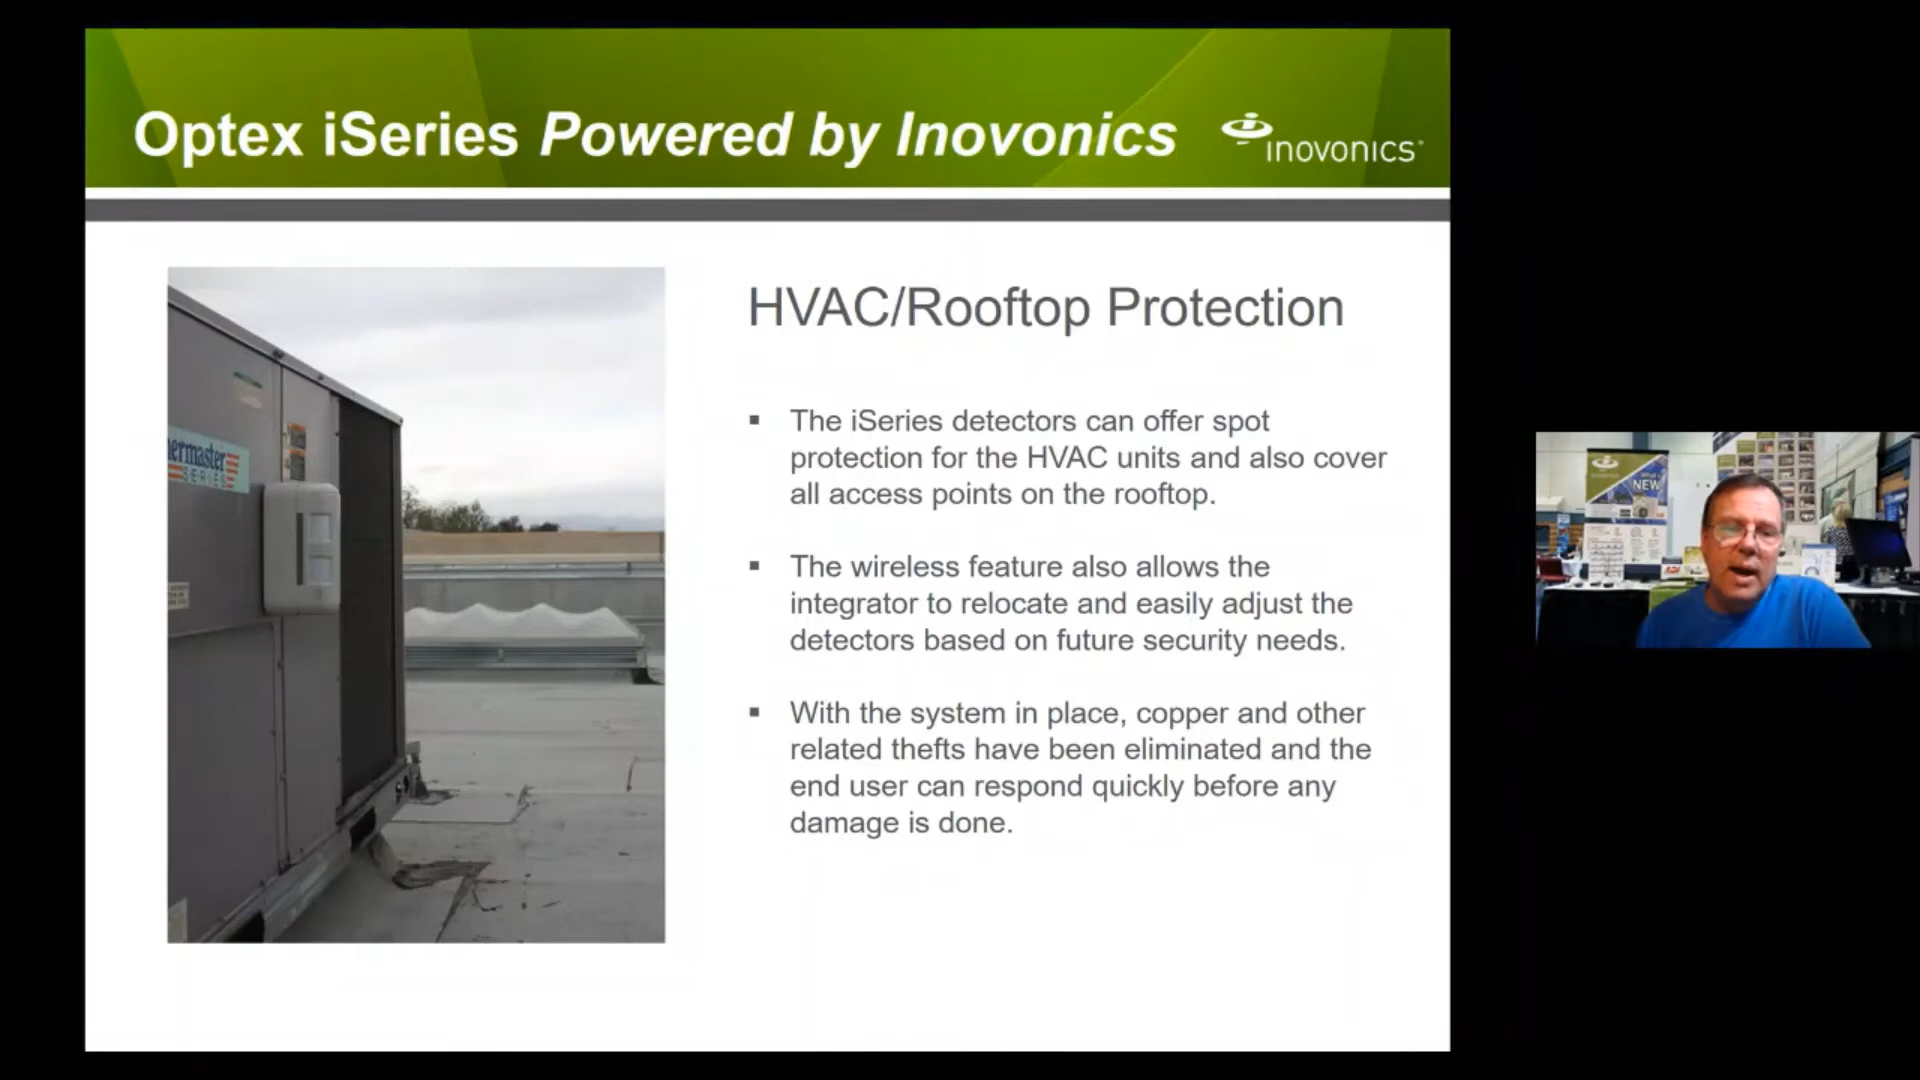 Optex iSeries Powered by Inovonics
inovonics
HVAC/Rooftop Protection
▪ The iSeries detectors can offer spot
protection for the HVAC units and also cover
all access points on the rooftop.
▪ The wireless feature also allows the
integrator to relocate and easily adjust the
detectors based on future security needs.
▪ With the system in place, copper and other
related thefts have been eliminated and the
end user can respond quickly before any
damage is done.
ermaster
SERIES
NEW